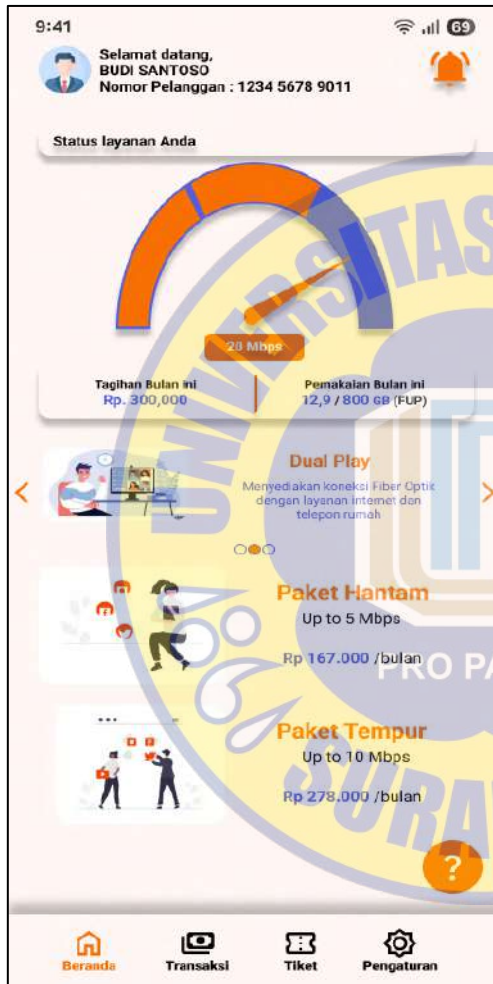 9:41
69
Selamat datang,
BUDI SANTOSO
Nomor Pelanggan : 1234 5678 9011
Status layanan Anda
20 Mbps
Tagihan Bulan ini
Rp. 300,000
Pemakaian Bulan ini
12,9 / 800 GB (FUP)
Dual Play
Menyediakan koneksi Fiber Optik
dengan layanan internet dan
telepon rumah
Paket Hantam
Up to 5 Mbps
Rp 167.000 /bulan
Paket Tempur
Up to 10 Mbps
Rp 278.000 /bulan
?
Beranda
Transaksi
Tiket
Pengaturan
UNIVERSITAS
PRO PA
SURA